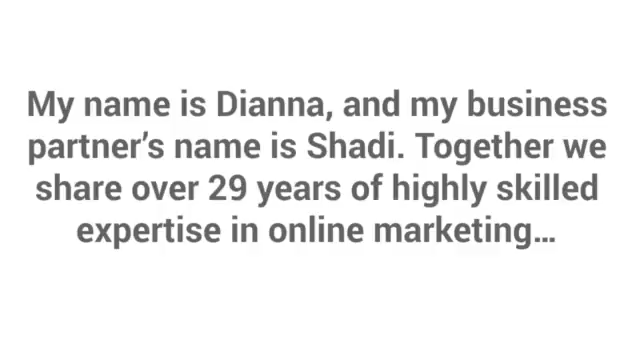 My name is Dianna, and my business
partner’s name is Shadi. Together we
share over 29 years of highly skilled
expertise in online marketing...